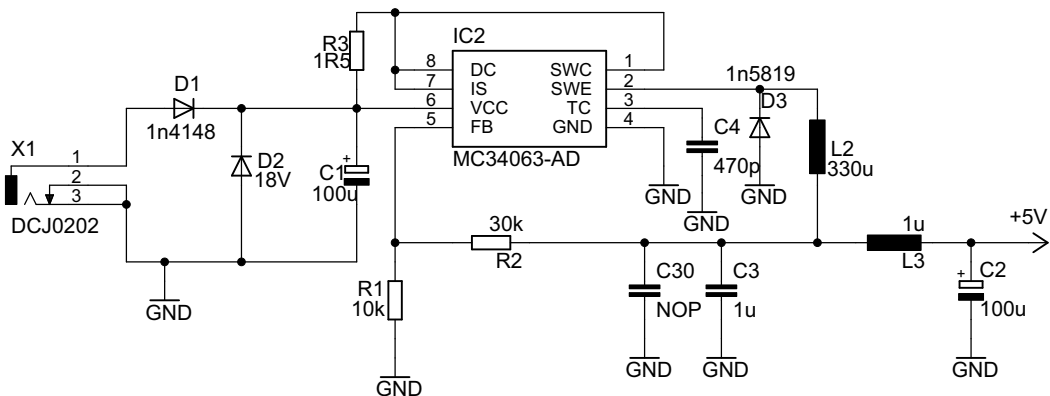 R3
1R5
IC2
8
7
6
5
DC
IS
VCC
FB
SWC
SWE
TC
GND
1
2
3
4
MC34063-AD
D1
1n4148
X1
1
2
3
DCJ0202
D2
18V
+
C1
100u
GND
1n5819
D3
C4
470p
GND
GND
GND
L2
330u
30k
R2
R1
10k
GND
C30
NOP
GND
C3
1u
GND
1u
L3
+5V
+
C2
100u
GND